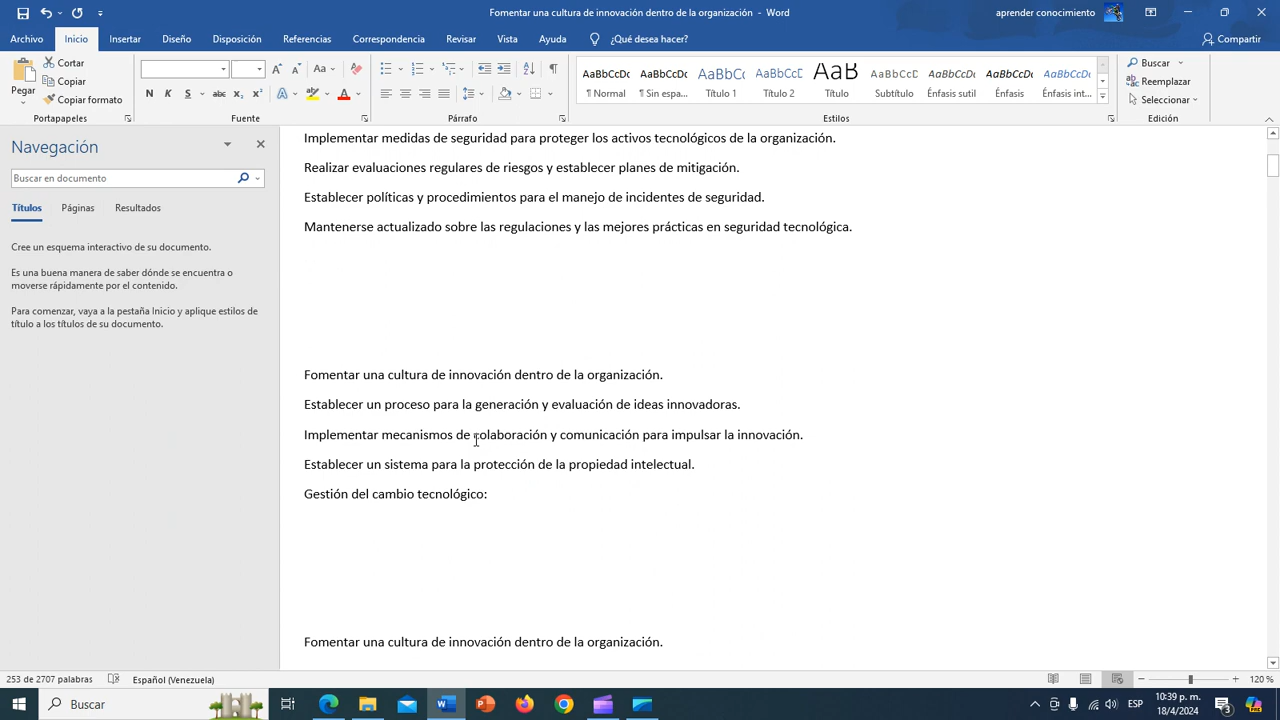 Fomentar una cultura de innovación dentro de la organización - Word
aprender conocimiento
Archivo Inicio Insertar Diseño Disposición Referencias Correspondencia Revisar Vista Ayuda ¿Qué desea hacer? Compartir
Pegar
Cortar
Copiar
Copiar formato
Portapapeles
N K S abc x₂ x²
Aa
Fuente
Párrafo
AaBbCcDc AaBbCcDc AaBbCc AaBbCcD AaB AaBbCcD AaBbCcDc AaBbCcDc AaBbCcDc
¶ Normal ¶ Sin espa... Título 1 Título 2 Título Subtítulo Énfasis sutil Énfasis Énfasis int...
Estilos
Buscar
Reemplazar
Seleccionar
Edición
Navegación
Buscar en documento
Títulos Páginas Resultados
Cree un esquema interactivo de su documento.
Es una buena manera de saber dónde se encuentra o
moverse rápidamente por el contenido.
Para comenzar, vaya a la pestaña Inicio y aplique estilos de
título a los títulos de su documento.
Implementar medidas de seguridad para proteger los activos tecnológicos de la organización.
Realizar evaluaciones regulares de riesgos y establecer planes de mitigación.
Establecer políticas y procedimientos para el manejo de incidentes de seguridad.
Mantenerse actualizado sobre las regulaciones y las mejores prácticas en seguridad tecnológica.
Fomentar una cultura de innovación dentro de la organización.
Establecer un proceso para la generación y evaluación de ideas innovadoras.
Implementar mecanismos de colaboración y comunicación para impulsar la innovación.
Establecer un sistema para la protección de la propiedad intelectual.
Gestión del cambio tecnológico:
Fomentar una cultura de innovación dentro de la organización.
253 de 2707 palabras Español (Venezuela) 120 %
Buscar
ESP
10:39 p. m.
18/4/2024